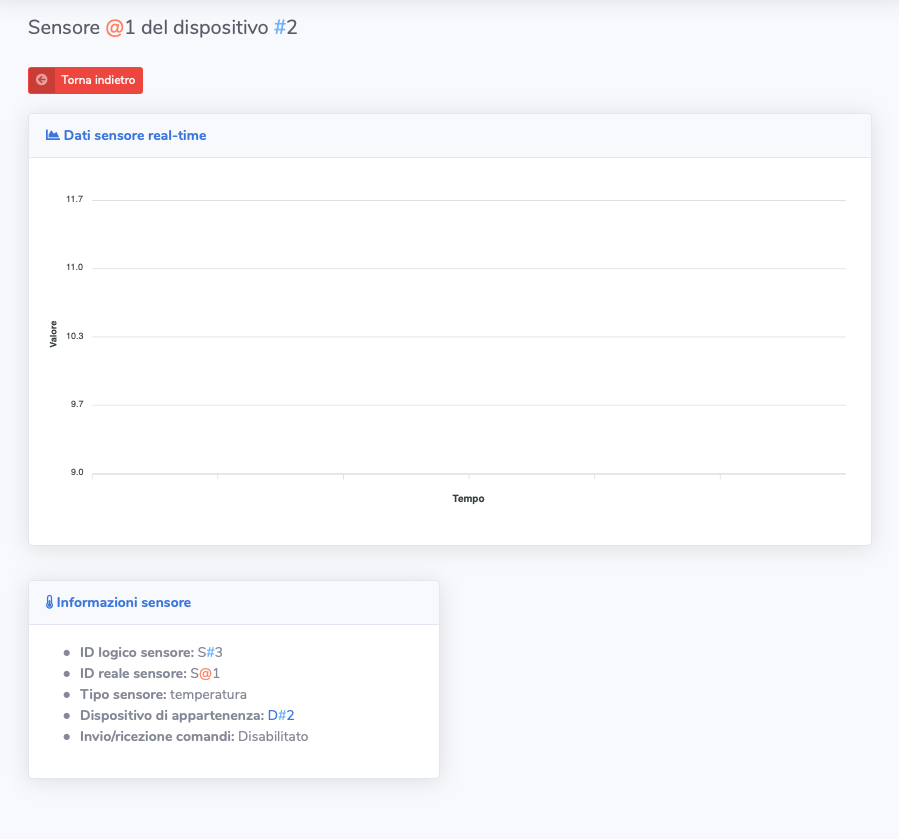 Sensore @1 del dispositivo #2
Torna indietro
Dati sensore real-time
11.7
11.0
10.3
9.7
9.0
Valore
Tempo
Informazioni sensore
ID logico sensore: S#3
ID reale sensore: S@1
Tipo sensore: temperatura
Dispositivo di appartenenza: D#2
Invio/ricezione comandi: Disabilitato